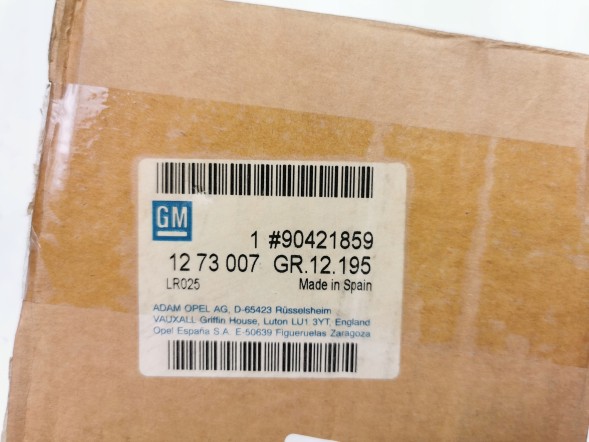 GM
1 #90421859
12 73 007 GR.12.195
LR025 Made in Spain
ADAM OPEL AG, D-65423 Rüsselsheim
VAUXALL Griffin House, Luton LU1 3YT, England
Opel España S.A. E-50639 Figueruelas Zaragoza